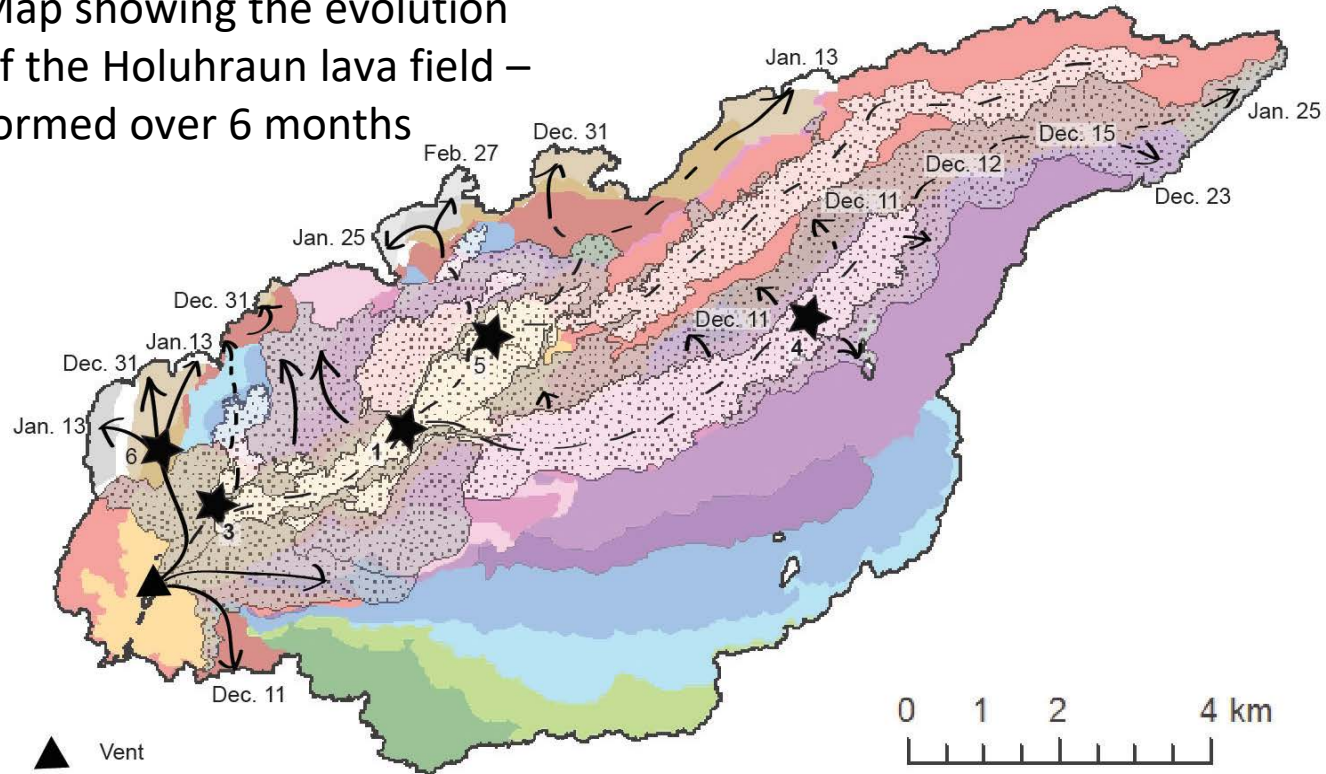 Map showing the evolution
of the Holuhraun lava field –
formed over 6 months
Jan. 13
Jan. 25
Dec. 31
Dec. 15
Feb. 27
Dec. 12
Dec. 23
Dec. 11
Jan. 25
Dec. 31
Dec. 11
4
Jan.13
5
Dec. 31
Jan. 13
6
1
3
Dec. 11
0 1 2 4 km
Vent